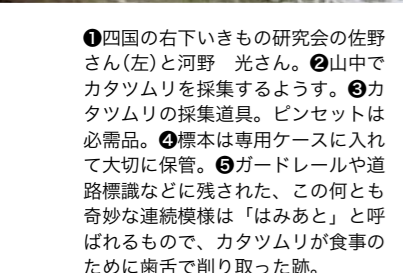 ❶四国の右下いきもの研究会の佐野
さん(左)と河野　光さん。❷山中で
カタツムリを採集するようす。❸カ
タツムリの採集道具。ピンセットは
必需品。❹標本は専用ケースに入れ
て大切に保管。❺ガードレールや道
路標識などに残された、この何とも
奇妙な連続模様は「はみあと」と呼
ばれるもので、カタツムリが食事の
ために歯舌で削り取った跡。